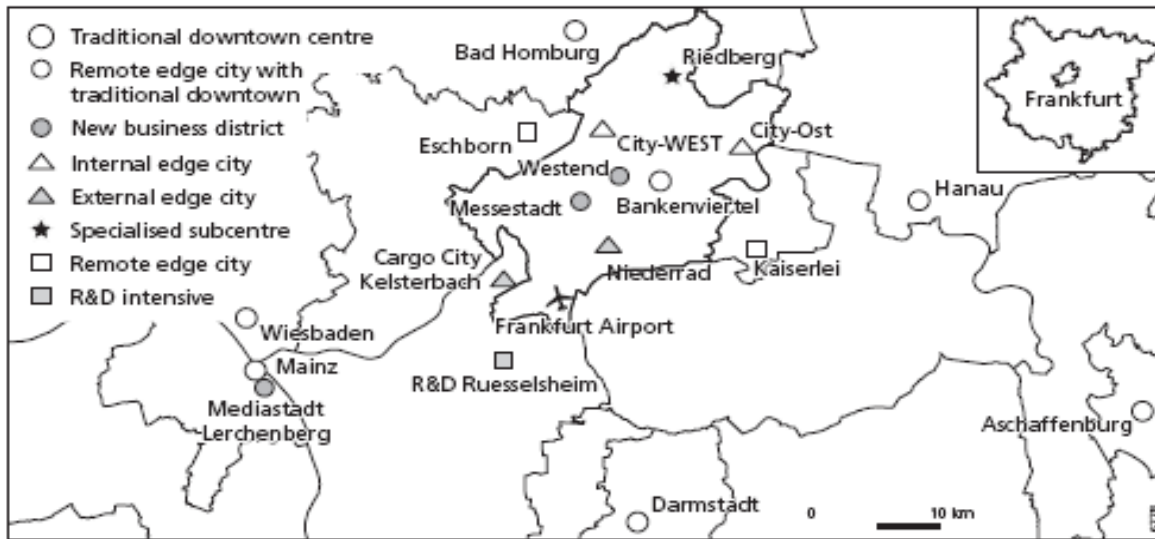 Traditional downtown centre
Remote edge city with
traditional downtown
New business district
Internal edge city
External edge city
Specialised subcentre
Remote edge city
R&D intensive
Bad Homburg
Riedberg
Frankfurt
Eschborn
City-WEST
City-Ost
Westend
Hanau
Messestadt
Bankenviertel
Cargo City
Kelsterbach
Niederrad
Kaiserlei
Wiesbaden
Frankfurt Airport
Mainz
R&D Ruesselsheim
Mediastadt
Lerchenberg
Aschaffenburg
Darmstadt
0 10 km